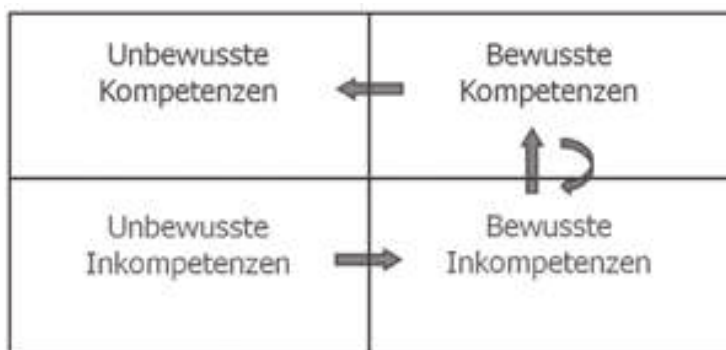 Unbewusste
Kompetenzen
Bewusste
Kompetenzen
Unbewusste
Inkompetenzen
Bewusste
Inkompetenzen